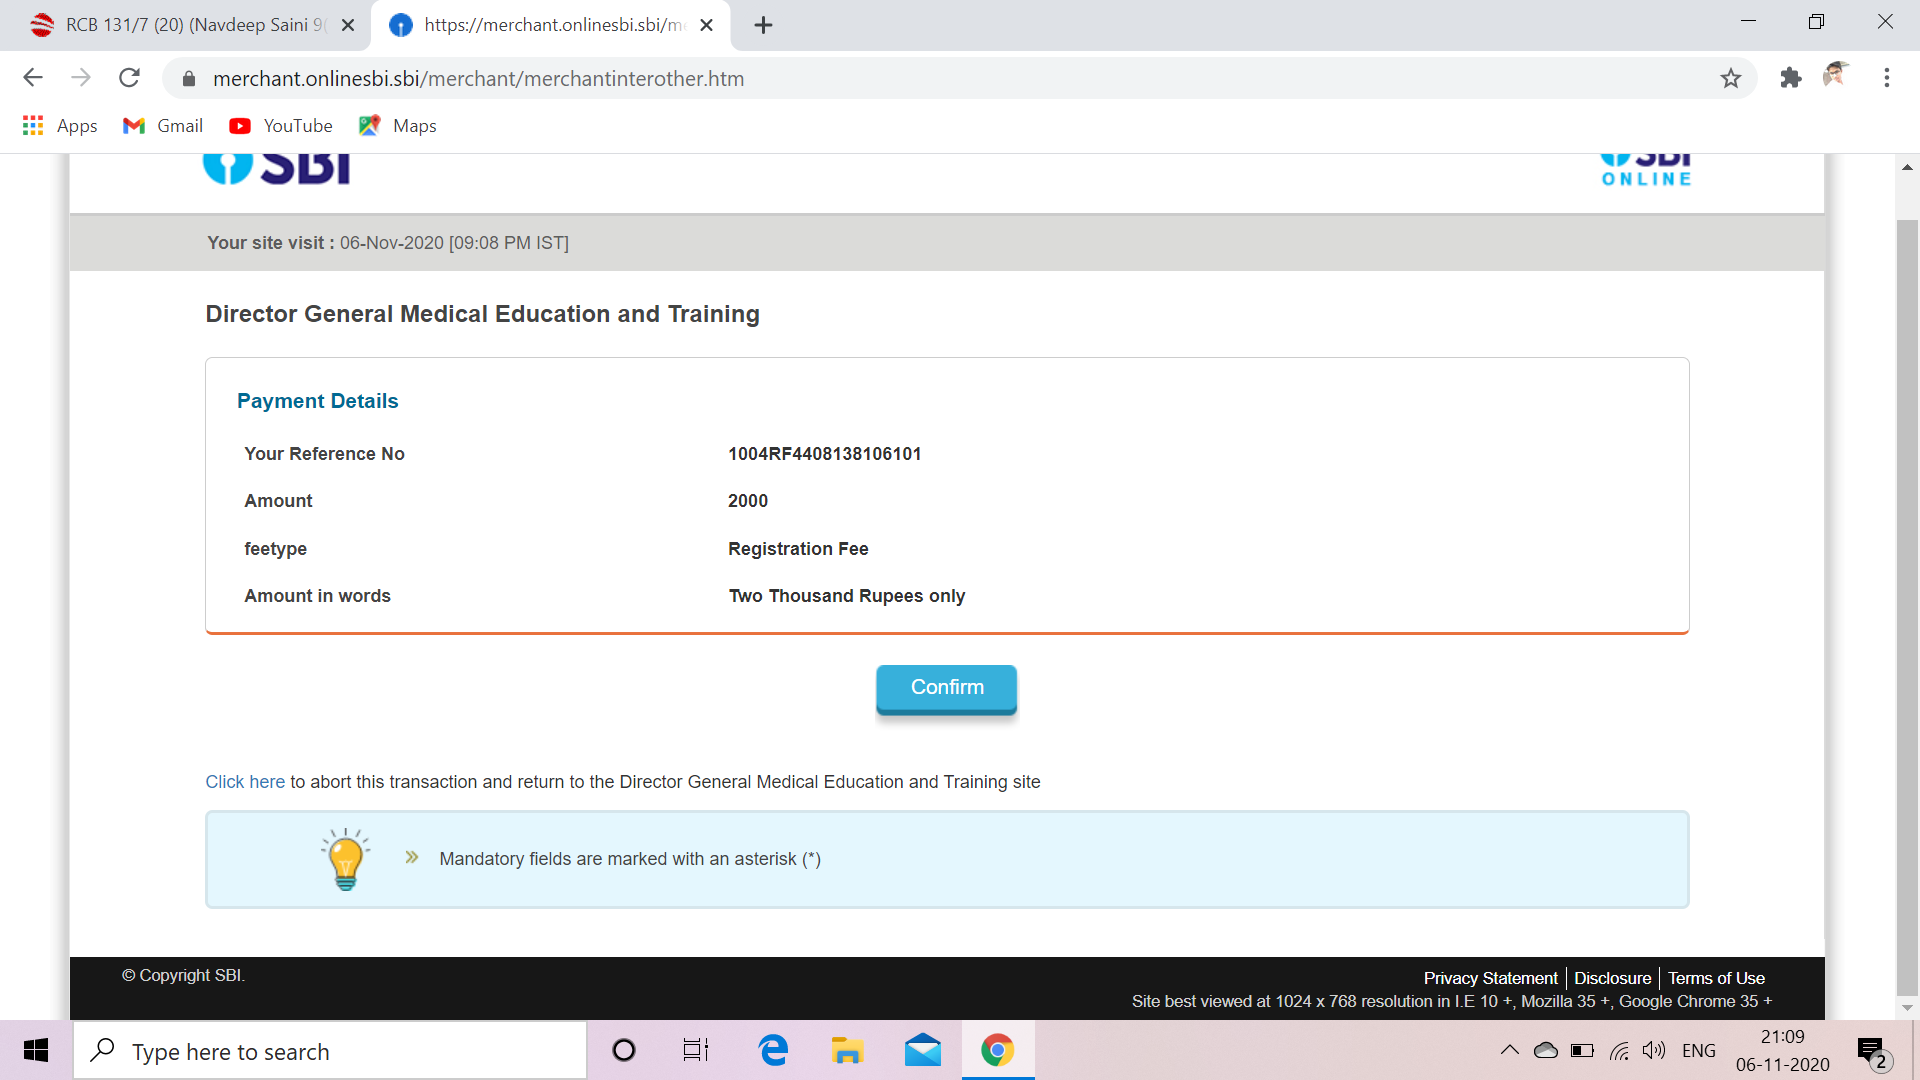 RCB 131/7 (20) (Navdeep Saini 9(
https://merchant.onlinesbi.sbi/me
merchant.onlinesbi.sbi/merchant/merchantinterother.htm
Apps Gmail YouTube Maps
SBI SBI
ONLINE
Your site visit : 06-Nov-2020 [09:08 PM IST]
Director General Medical Education and Training
Payment Details
Your Reference No 1004RF4408138106101
Amount 2000
feetype Registration Fee
Amount in words Two Thousand Rupees only
Confirm
Click here to abort this transaction and return to the Director General Medical Education and Training site
» Mandatory fields are marked with an asterisk (*)
© Copyright SBI. Privacy Statement | Disclosure | Terms of Use
Site best viewed at 1024 x 768 resolution in I.E 10 +, Mozilla 35 +, Google Chrome 35 +
Type here to search
ENG
21:09
06-11-2020
2